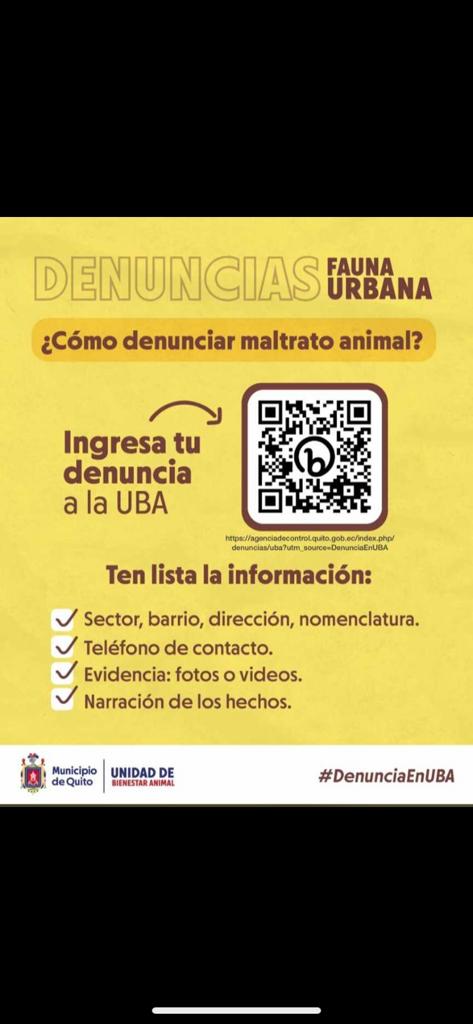 DENUNCIAS FAUNA URBANA
¿Cómo denunciar maltrato animal?
Ingresa tu
denuncia
a la UBA
b
https://agenciadecontrol.quito.gob.ec/index.php/
denuncias/uba?utm_source=DenunciaEnUBA
Ten lista la información:
Sector, barrio, dirección, nomenclatura.
Teléfono de contacto.
Evidencia: fotos o videos.
Narración de los hechos.
Municipio
de Quito
UNIDAD DE
BIENESTAR ANIMAL
#DenunciaEnUBA